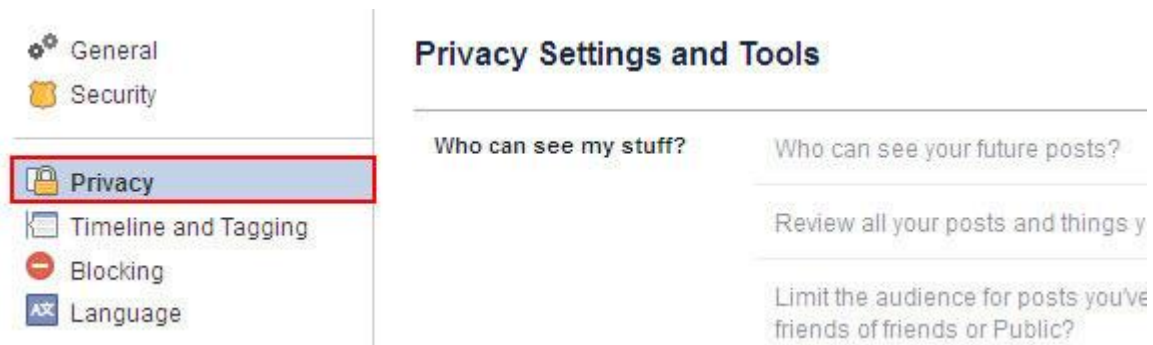 General
Security
Privacy
Timeline and Tagging
Blocking
Language
Privacy Settings and Tools
Who can see my stuff?
Who can see your future posts?
Review all your posts and things y
Limit the audience for posts you've
friends of friends or Public?